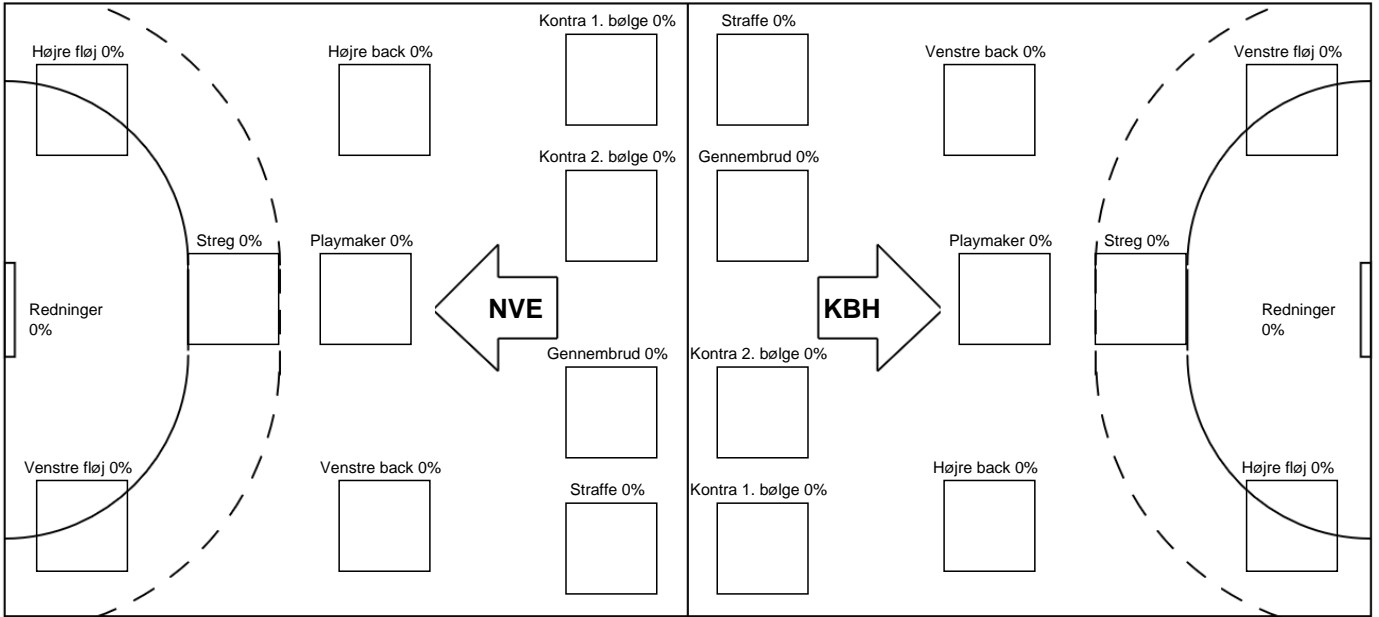 Kontra 1. bølge 0%
Straffe 0%
Højre fløj 0%
Højre back 0%
Venstre back 0%
Venstre fløj 0%
Kontra 2. bølge 0%
Gennembrud 0%
Streg 0%
Playmaker 0%
Playmaker 0%
Streg 0%
NVE
KBH
Redninger
0%
Redninger
0%
Gennembrud 0%
Kontra 2. bølge 0%
Venstre fløj 0%
Venstre back 0%
Straffe 0%
Kontra 1. bølge 0%
Højre back 0%
Højre fløj 0%